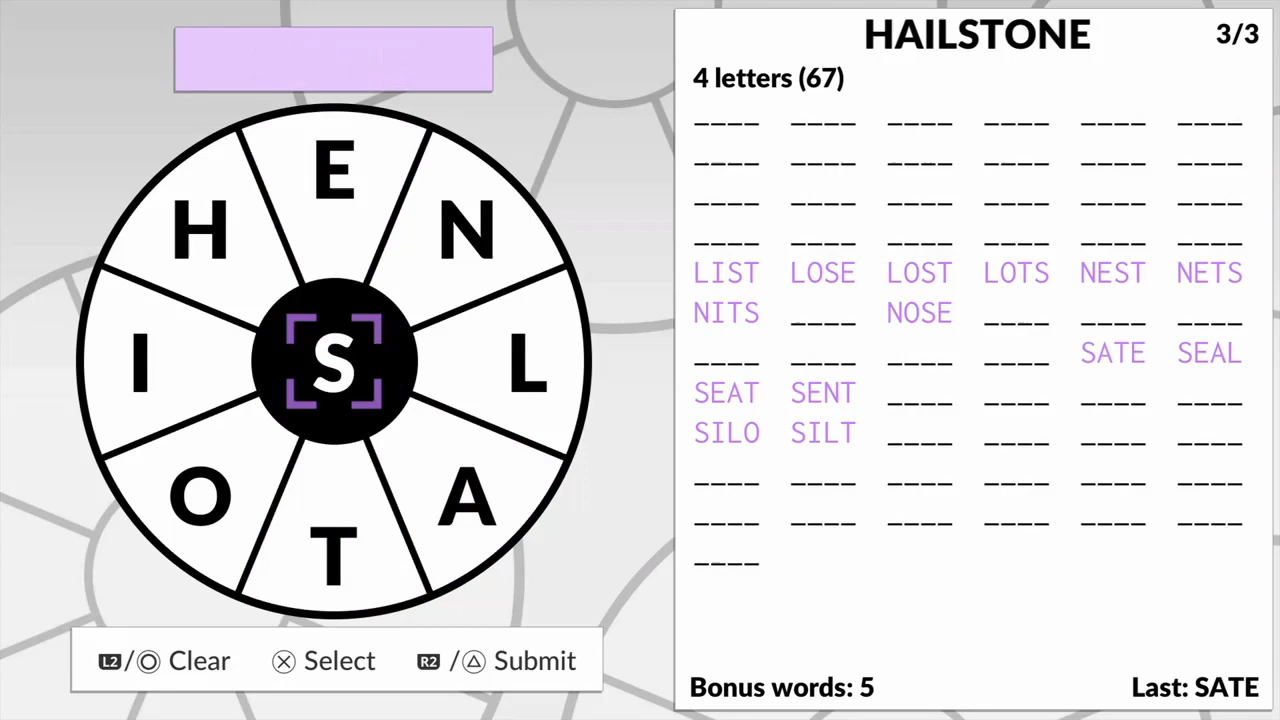 HAILSTONE 3/3
4 letters (67)
LIST LOSE LOST LOTS NEST NETS
NITS NOSE
SATE SEAL
SEAT SENT
SILO SILT
Bonus words: 5 Last: SATE
E
H N
I S L
O A
T
L2/◯ Clear ✕ Select R2 /△ Submit